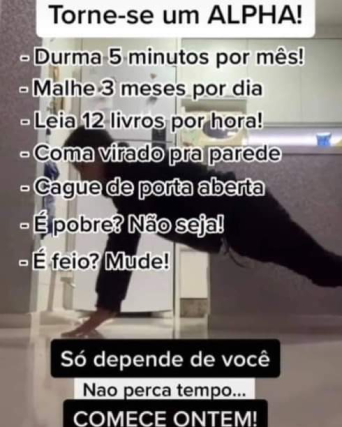 Torne-se um ALPHA!
- Durma 5 minutos por mês!
- Malhe 3 meses por dia
- Leia 12 livros por hora!
- Coma virado pra parede
- Cague de porta aberta
- É pobre? Não seja!
- É feio? Mude!
Só depende de você
Nao perca tempo...
COMECE ONTEM!